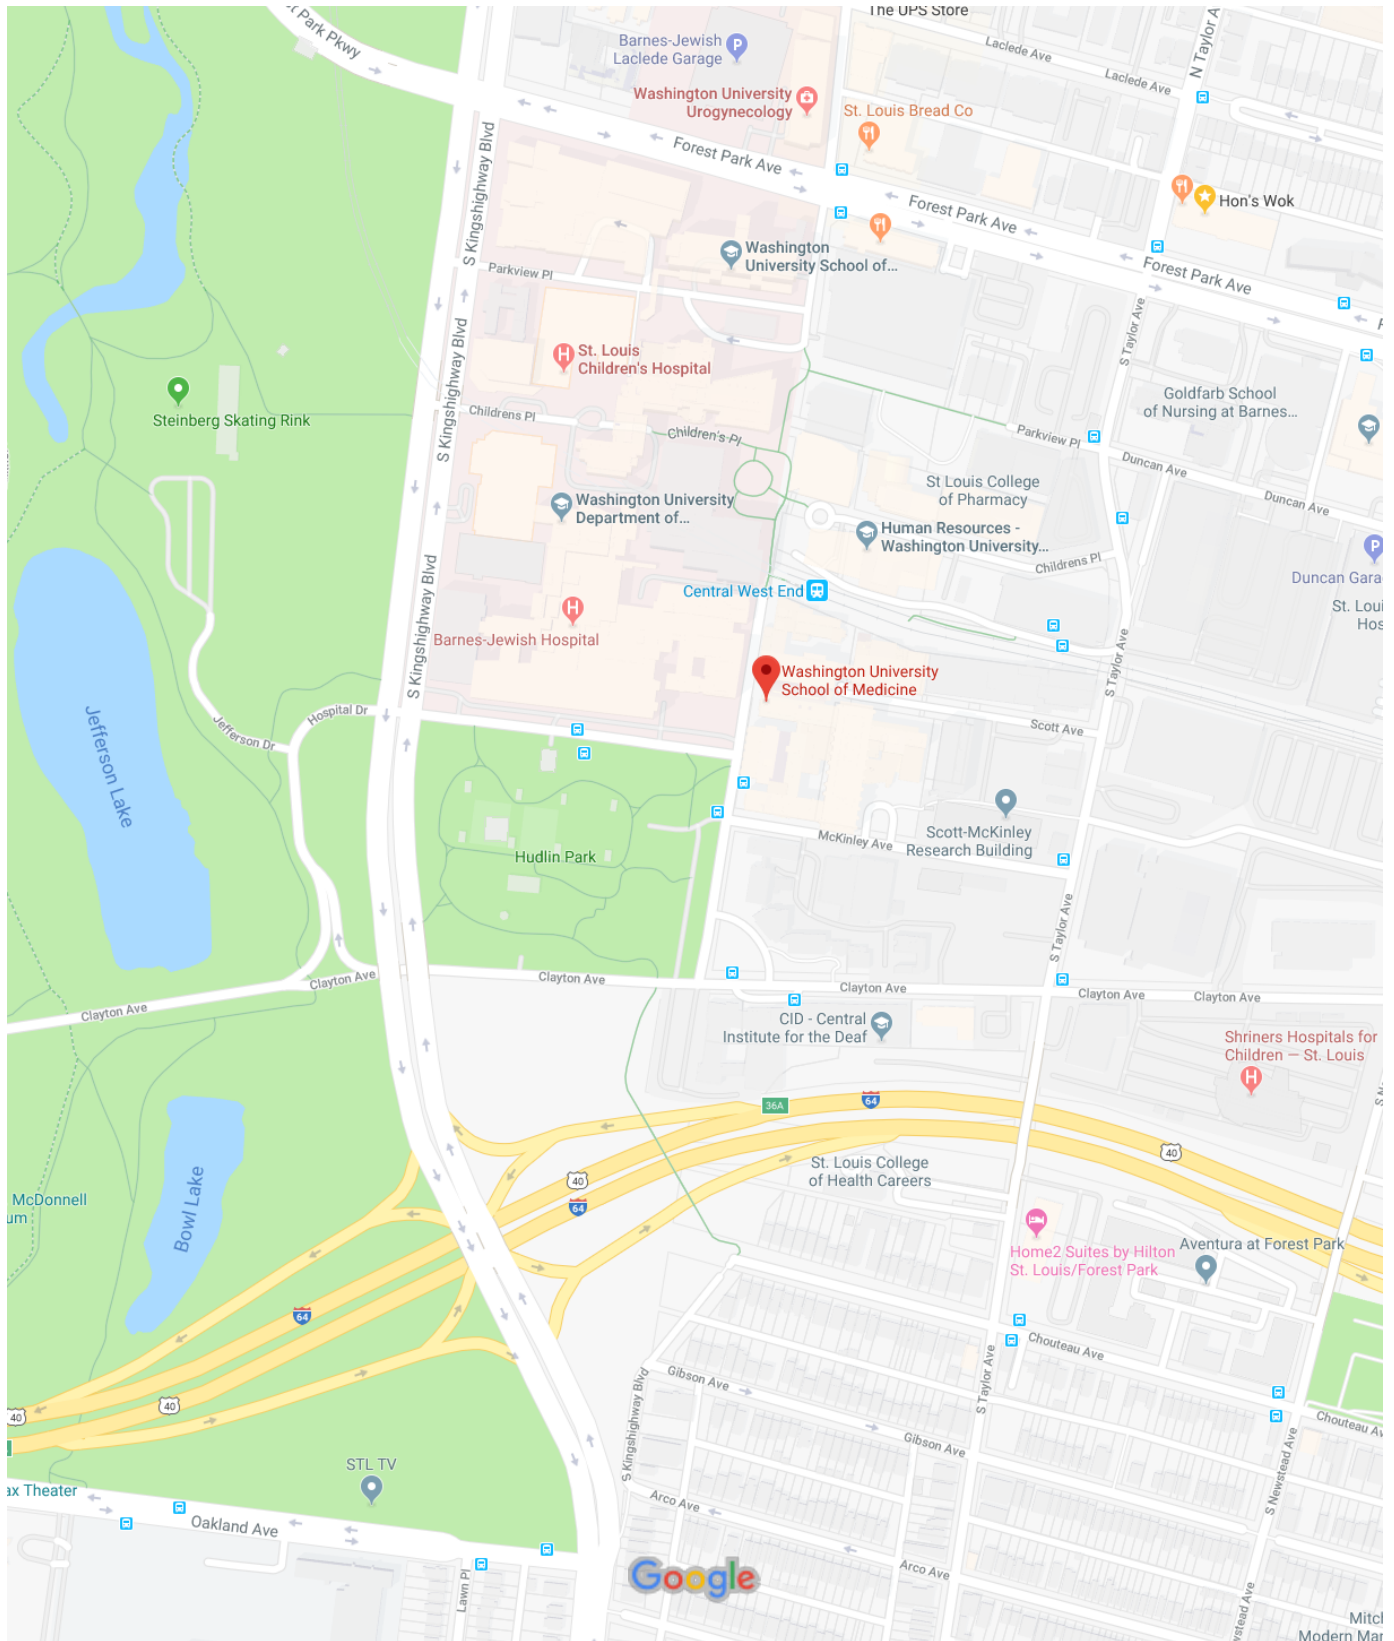 The UPS Store
t Park Pkwy
Barnes-Jewish
Laclede Garage
P
Laclede Ave
N Taylor A
Laclede Ave
Washington University
Urogynecology
St. Louis Bread Co
S Kingshighway Blvd
Forest Park Ave
Forest Park Ave
Hon's Wok
Washington
University School of...
Forest Park Ave
Parkview Pl
S Kingshighway Blvd
S Taylor Ave
H
St. Louis
Children's Hospital
Goldfarb School
of Nursing at Barnes...
Steinberg Skating Rink
Childrens Pl
Children's Pl
Parkview Pl
Duncan Ave
Duncan Ave
St Louis College
of Pharmacy
Washington University
Department of...
Human Resources -
Washington University...
P
Childrens Pl
Duncan Gara
St. Loui
Hos
S Kingshighway Blvd
Central West End
H
Barnes-Jewish Hospital
S Taylor Ave
Washington University
School of Medicine
Jefferson Lake
Hospital Dr
Jefferson Dr
Scott Ave
Scott-McKinley
Research Building
McKinley Ave
Hudlin Park
S Taylor Ave
Clayton Ave
Clayton Ave
Clayton Ave
Clayton Ave
Clayton Ave
Clayton Ave
CID - Central
Institute for the Deaf
Shriners Hospitals for
Children — St. Louis
H
36A
64
40
40
64
St. Louis College
of Health Careers
McDonnell
um
Bowl Lake
Home2 Suites by Hilton
St. Louis/Forest Park
Aventura at Forest Park
64
Chouteau Ave
S Taylor Ave
Gibson Ave
S Kingshighway Blvd
40
40
Chouteau Av
Gibson Ave
S Newstead Ave
STL TV
ax Theater
Oakland Ave
Arco Ave
Arco Ave
Lawn Pl
Google
stead Ave
Mitc
Modern Mar